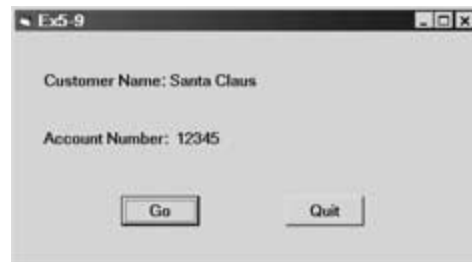 Ex5-9
Customer Name: Santa Claus
Account Number: 12345
Go Quit